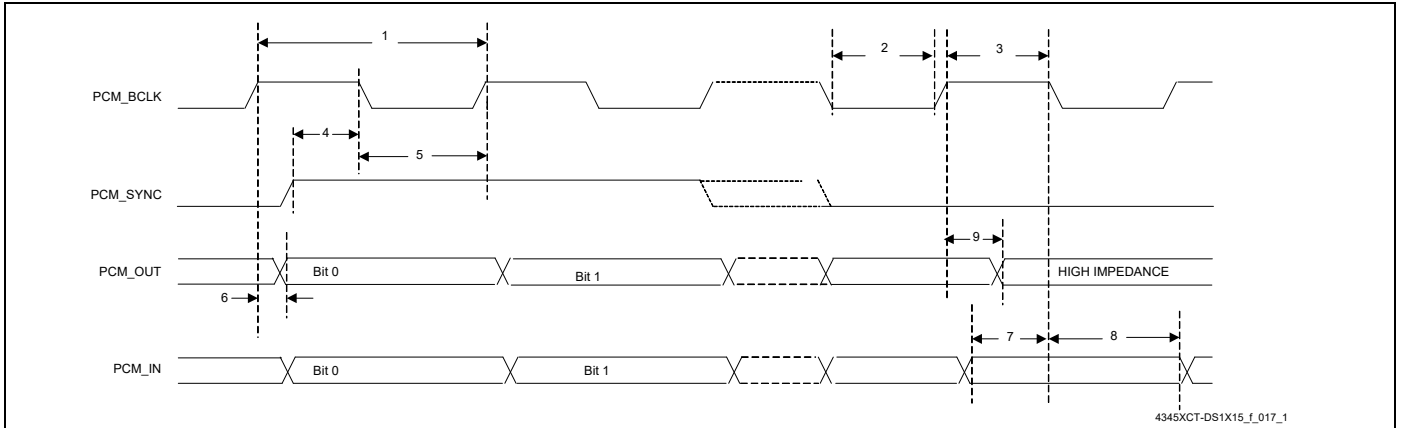 1
2
3
PCM_BCLK
4
5
PCM_SYNC
9
PCM_OUT
Bit 0
Bit 1
HIGH IMPEDANCE
6
7
8
PCM_IN
Bit 0
Bit 1
4345XCT-DS1X15_f_017_1